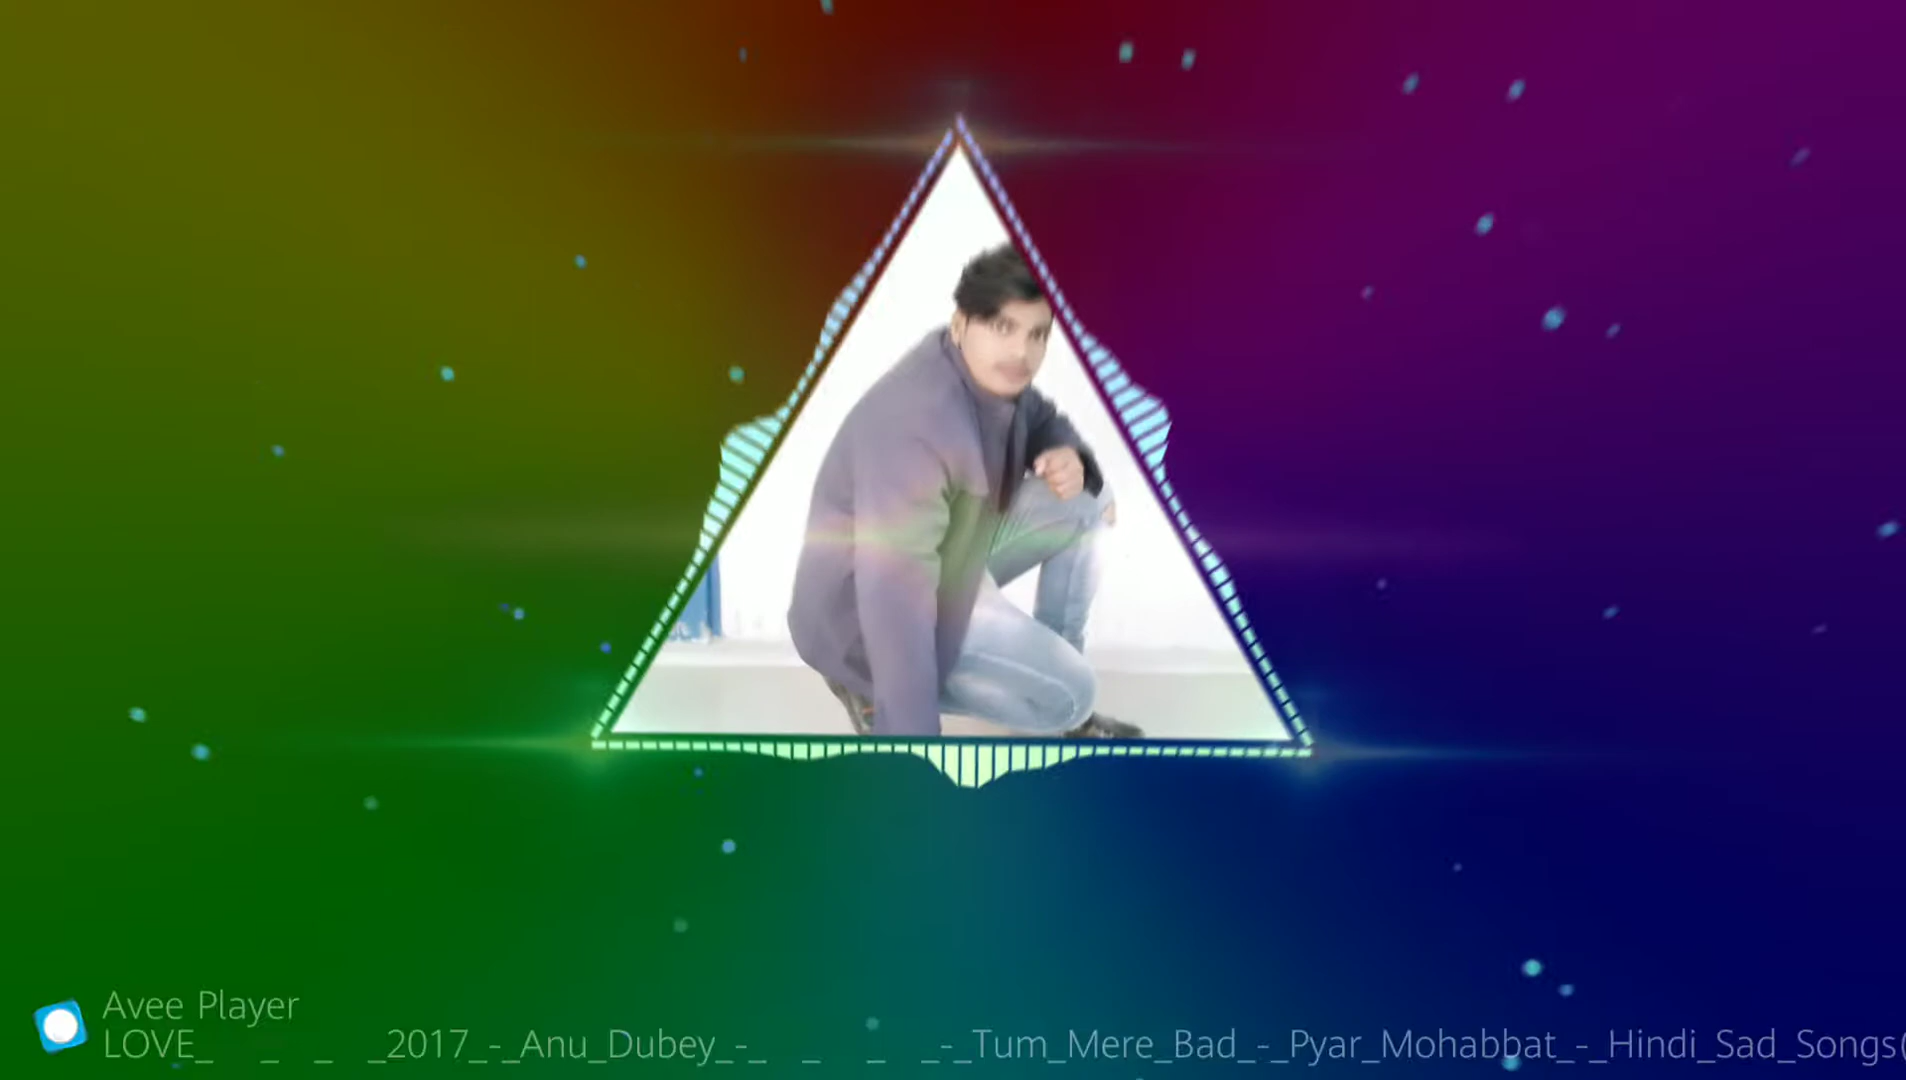 Avee Player
LOVE_ _ _ _2017_-_Anu_Dubey_-_ _ _ _-_Tum_Mere_Bad_-_Pyar_Mohabbat_-_Hindi_Sad_Songs(